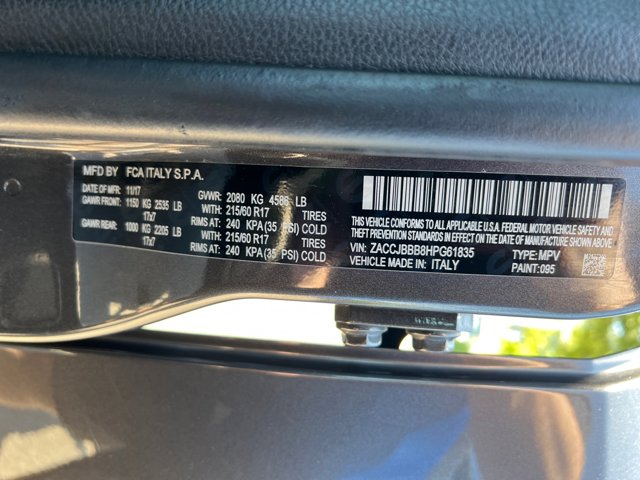 MFD BY FCA ITALY S.P.A.
DATE OF MFR: 11/17 GVWR: 2080 KG 4586 LB
GAWR FRONT: 1150 KG 2535 LB WITH: 215/60 R17 TIRES
17x7 RIMS AT: 240 KPA (35 PSI) COLD
GAWR REAR: 1000 KG 2205 LB WITH: 215/60 R17 TIRES
17x7 RIMS AT: 240 KPA (35 PSI) COLD
THIS VEHICLE CONFORMS TO ALL APPLICABLE U.S.A. FEDERAL MOTOR VEHICLE SAFETY AND
THEFT PREVENTION STANDARDS IN EFFECT ON THE DATE OF MANUFACTURE SHOWN ABOVE
VIN: ZACCJBBB8HPG61835 TYPE: MPV
VEHICLE MADE IN: ITALY PAINT: 095